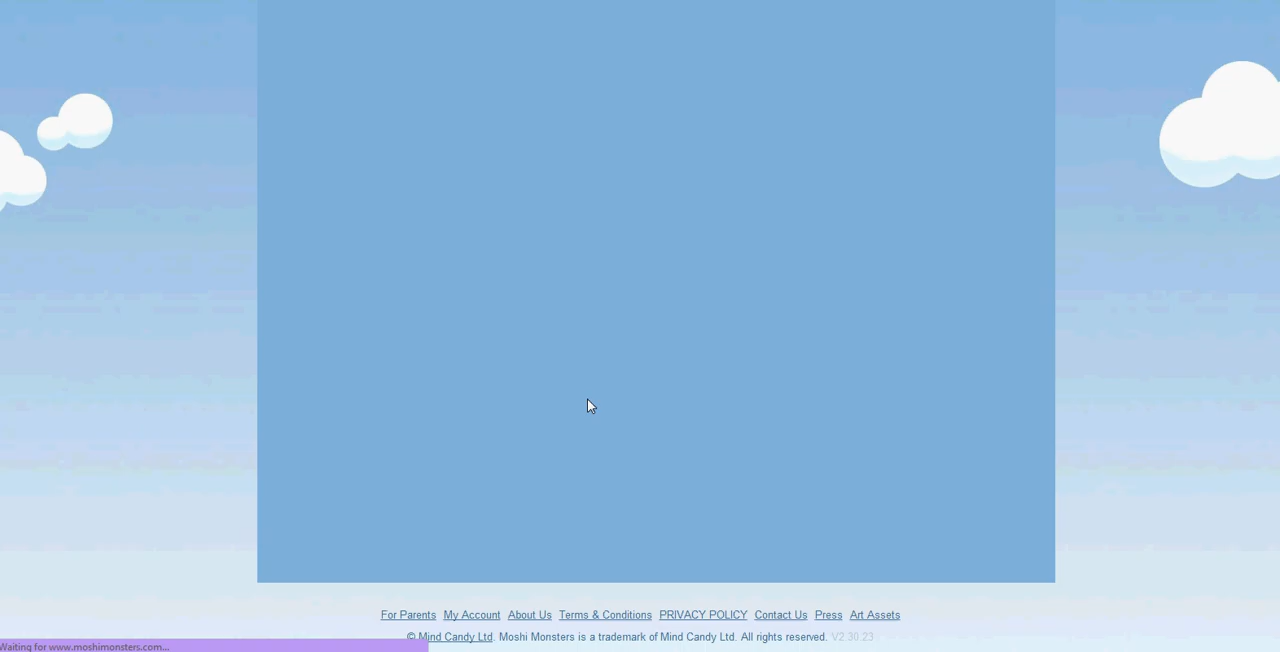 For Parents My Account About Us Terms & Conditions PRIVACY POLICY Contact Us Press Art Assets
© Mind Candy Ltd. Moshi Monsters is a trademark of Mind Candy Ltd. All rights reserved. V2.30.23
Waiting for www.moshimonsters.com...